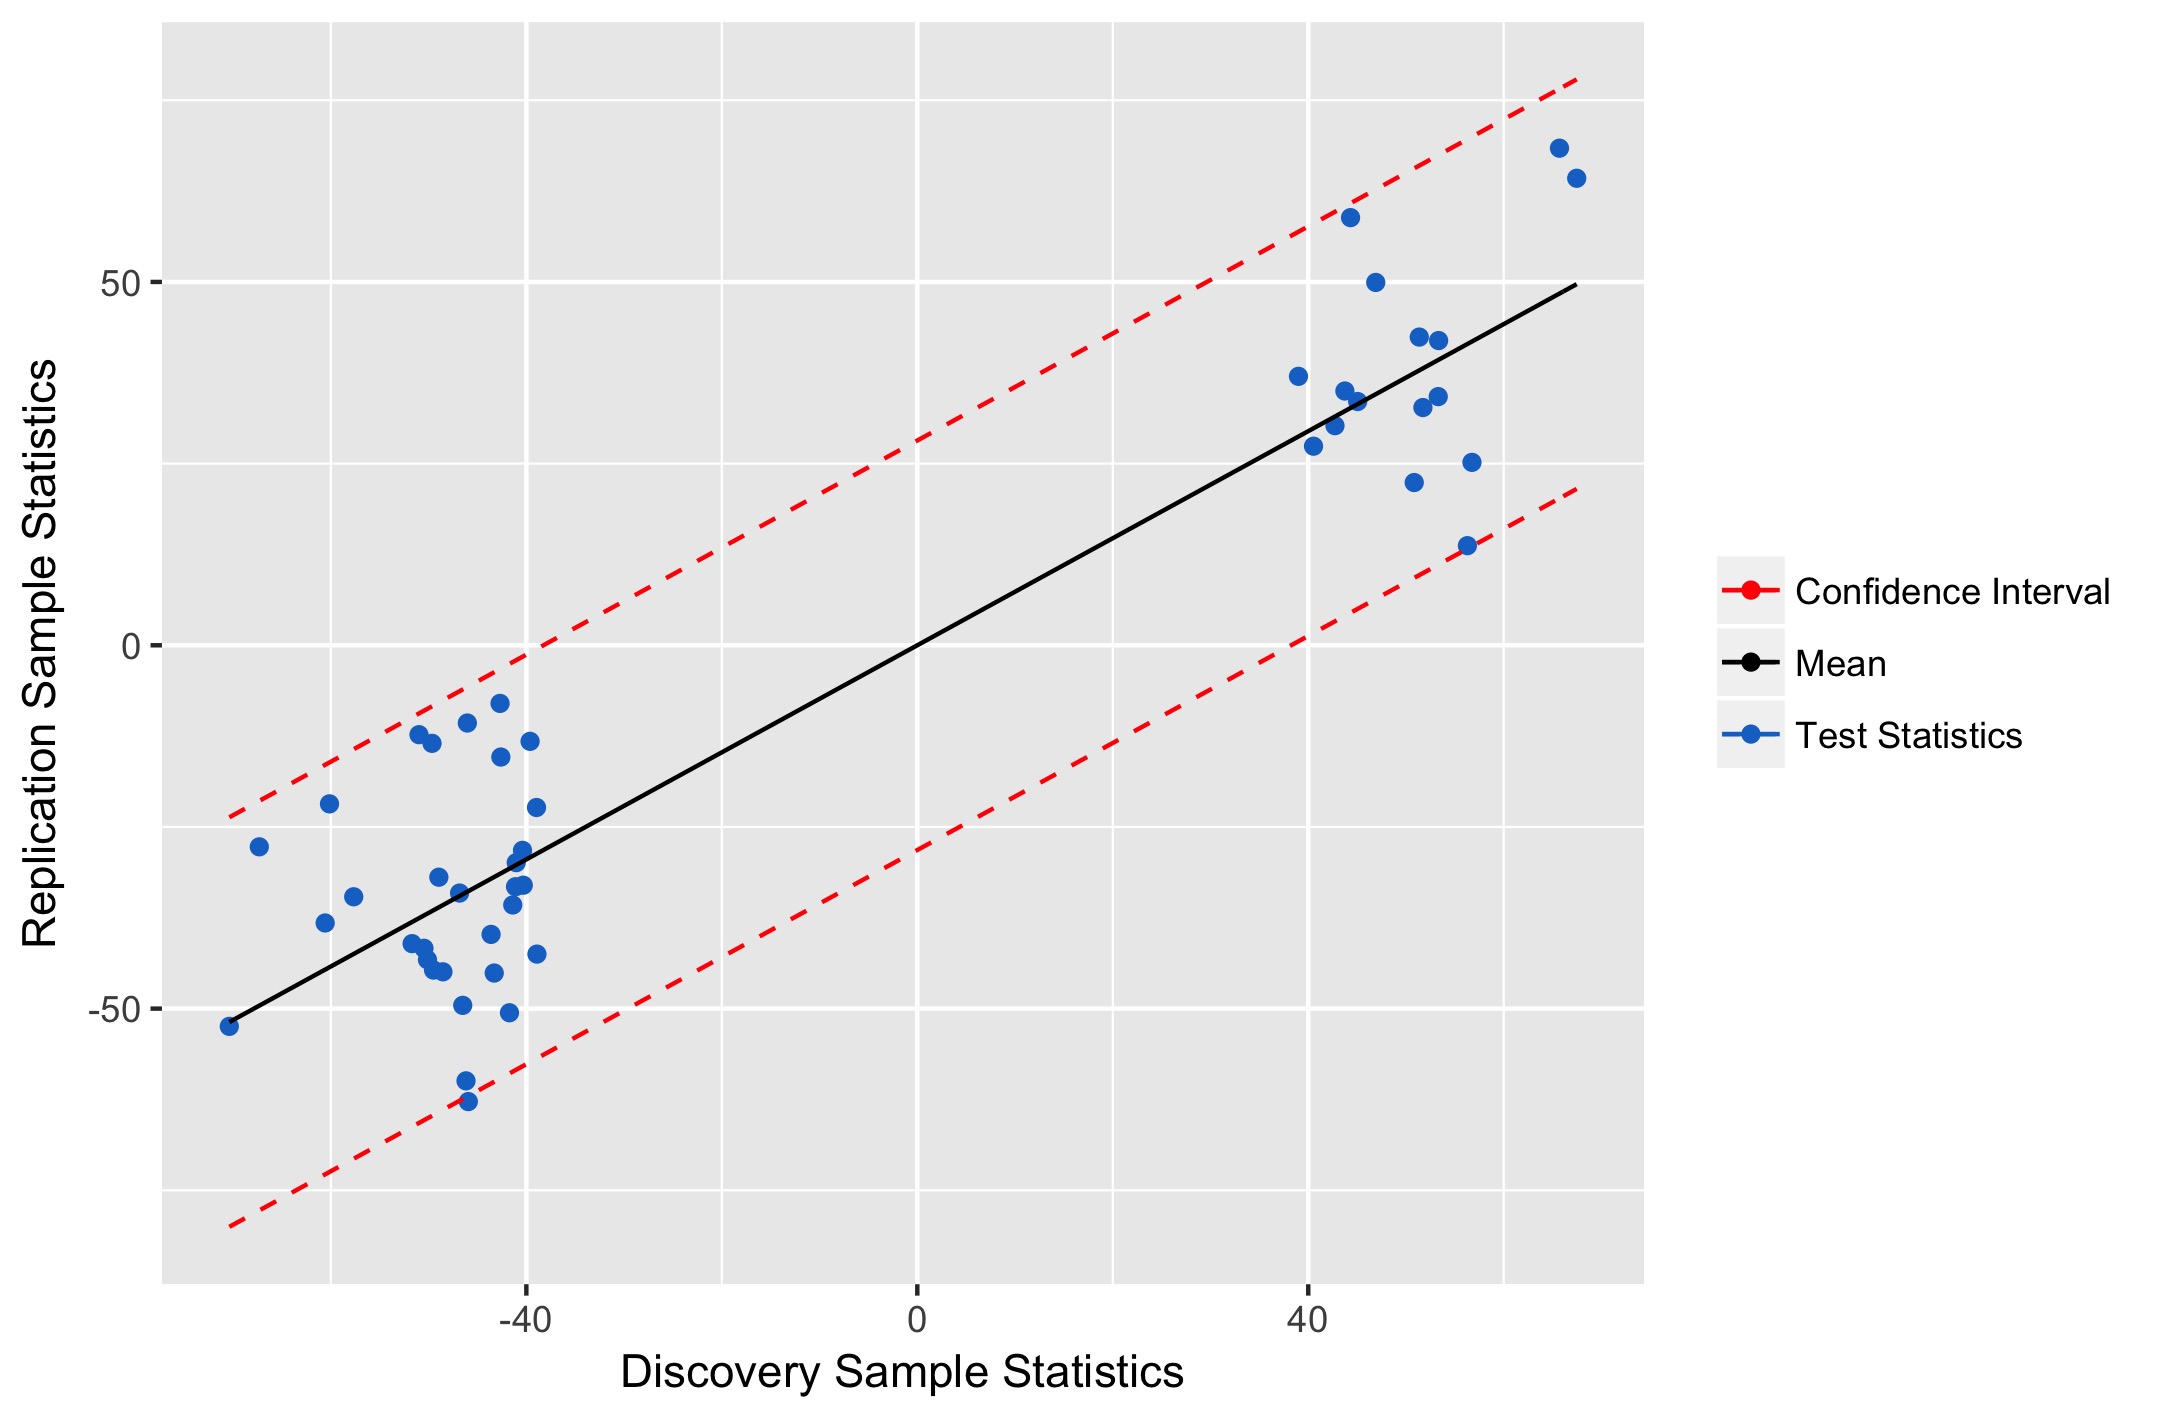 Replication Sample Statistics
50
0
-50
-40
0
40
Discovery Sample Statistics
Confidence Interval
Mean
Test Statistics